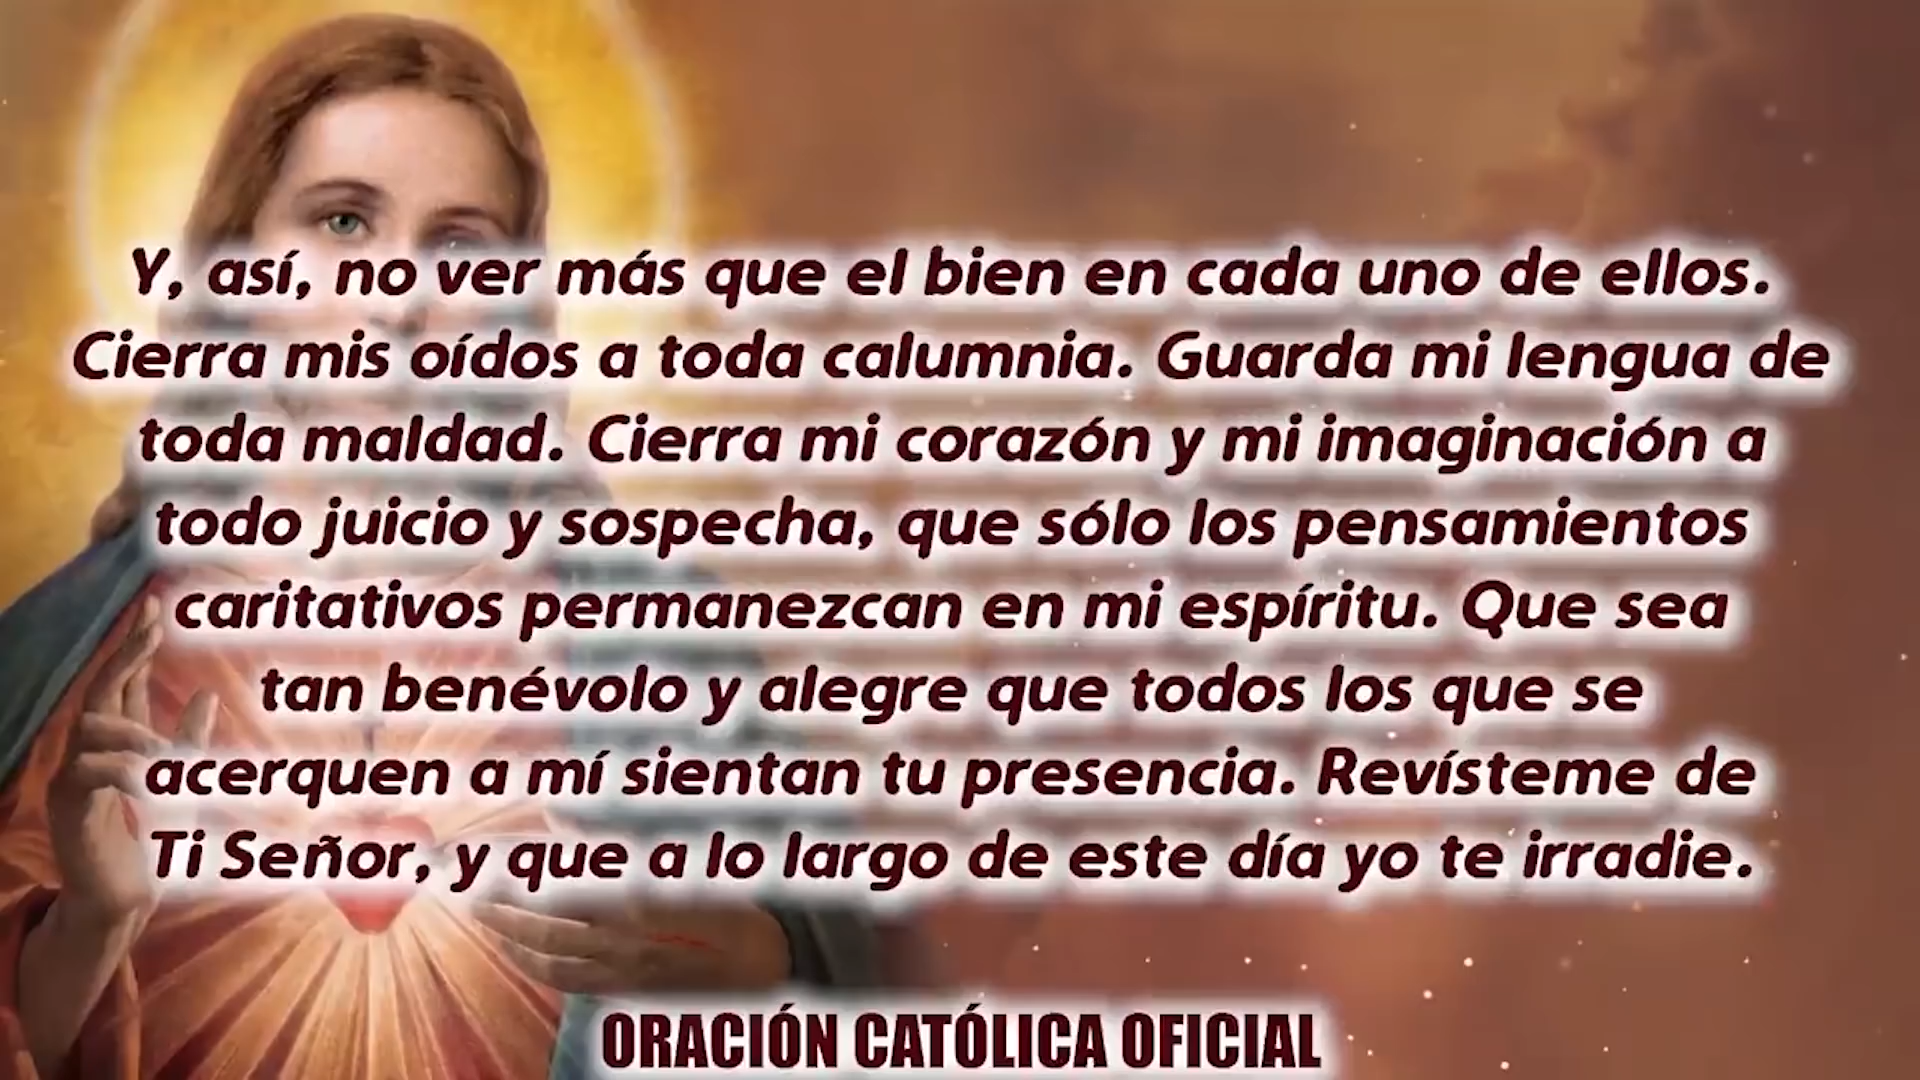 Y, así, no ver más que el bien en cada uno de ellos.
Cierra mis oídos a toda calumnia. Guarda mi lengua de
toda maldad. Cierra mi corazón y mi imaginación a
todo juicio y sospecha, que sólo los pensamientos
caritativos permanezcan en mi espíritu. Que sea
tan benévolo y alegre que todos los que se
acerquen a mí sientan tu presencia. Revísteme de
Ti Señor, y que a lo largo de este día yo te irradie.
ORACIÓN CATÓLICA OFICIAL